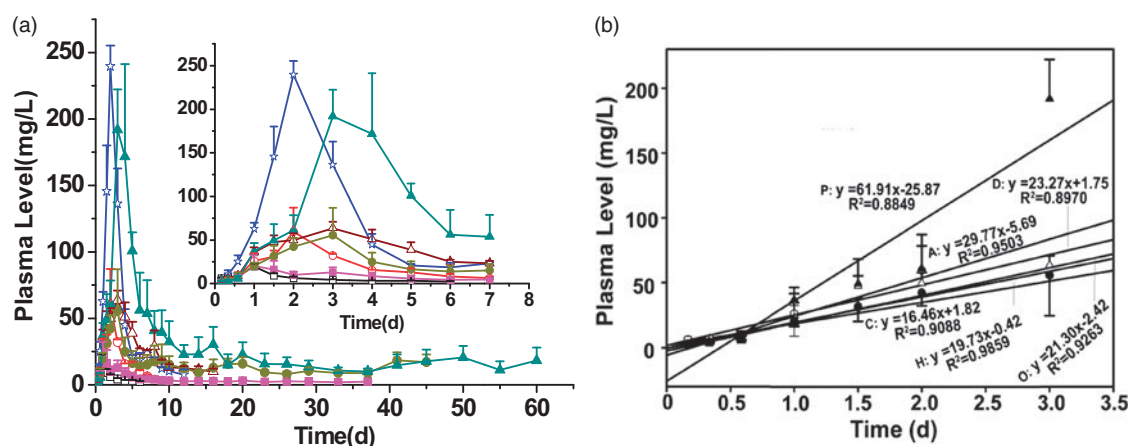 (a)
Plasma Level(mg/L)
250
200
150
100
50
0
0 10 20 30 40 50 60
Time(d)
250
200
150
100
50
0
0 1 2 3 4 5 6 7 8
Time(d)
(b)
Plasma Level (mg/L)
200
150
100
50
0
0 0.5 1.0 1.5 2.0 2.5 3.0 3.5
Time (d)
P: y =61.91x-25.87
R²=0.8849
D: y =23.27x+1.75
R²=0.8970
A: y =29.77x-5.69
R²=0.9503
C: y =16.46x+1.82
R²=0.9088
H: y =19.73x-0.42
R²=0.9859
O: y =21.30x-2.42
R²=0.9263